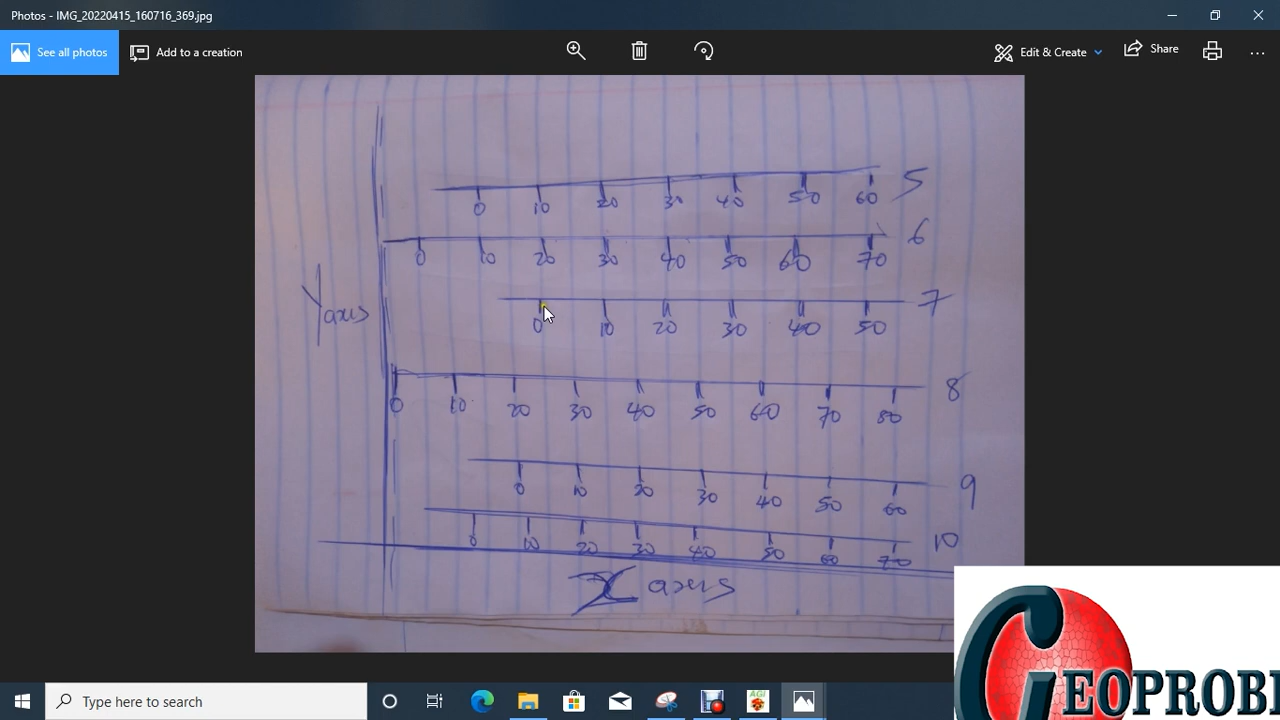 Photos - IMG_20220415_160716_369.jpg
See all photos
Add to a creation
Edit & Create
Share
0 10 20 30 40 50 60 5
0 10 20 30 40 50 60 70 6
0 10 20 30 40 50 7
Y axis
0 10 20 30 40 50 60 70 80 8
0 10 20 30 40 50 60 9
0 10 20 30 40 50 60 70 10
X axis
GEOPROBE
Type here to search
AGI